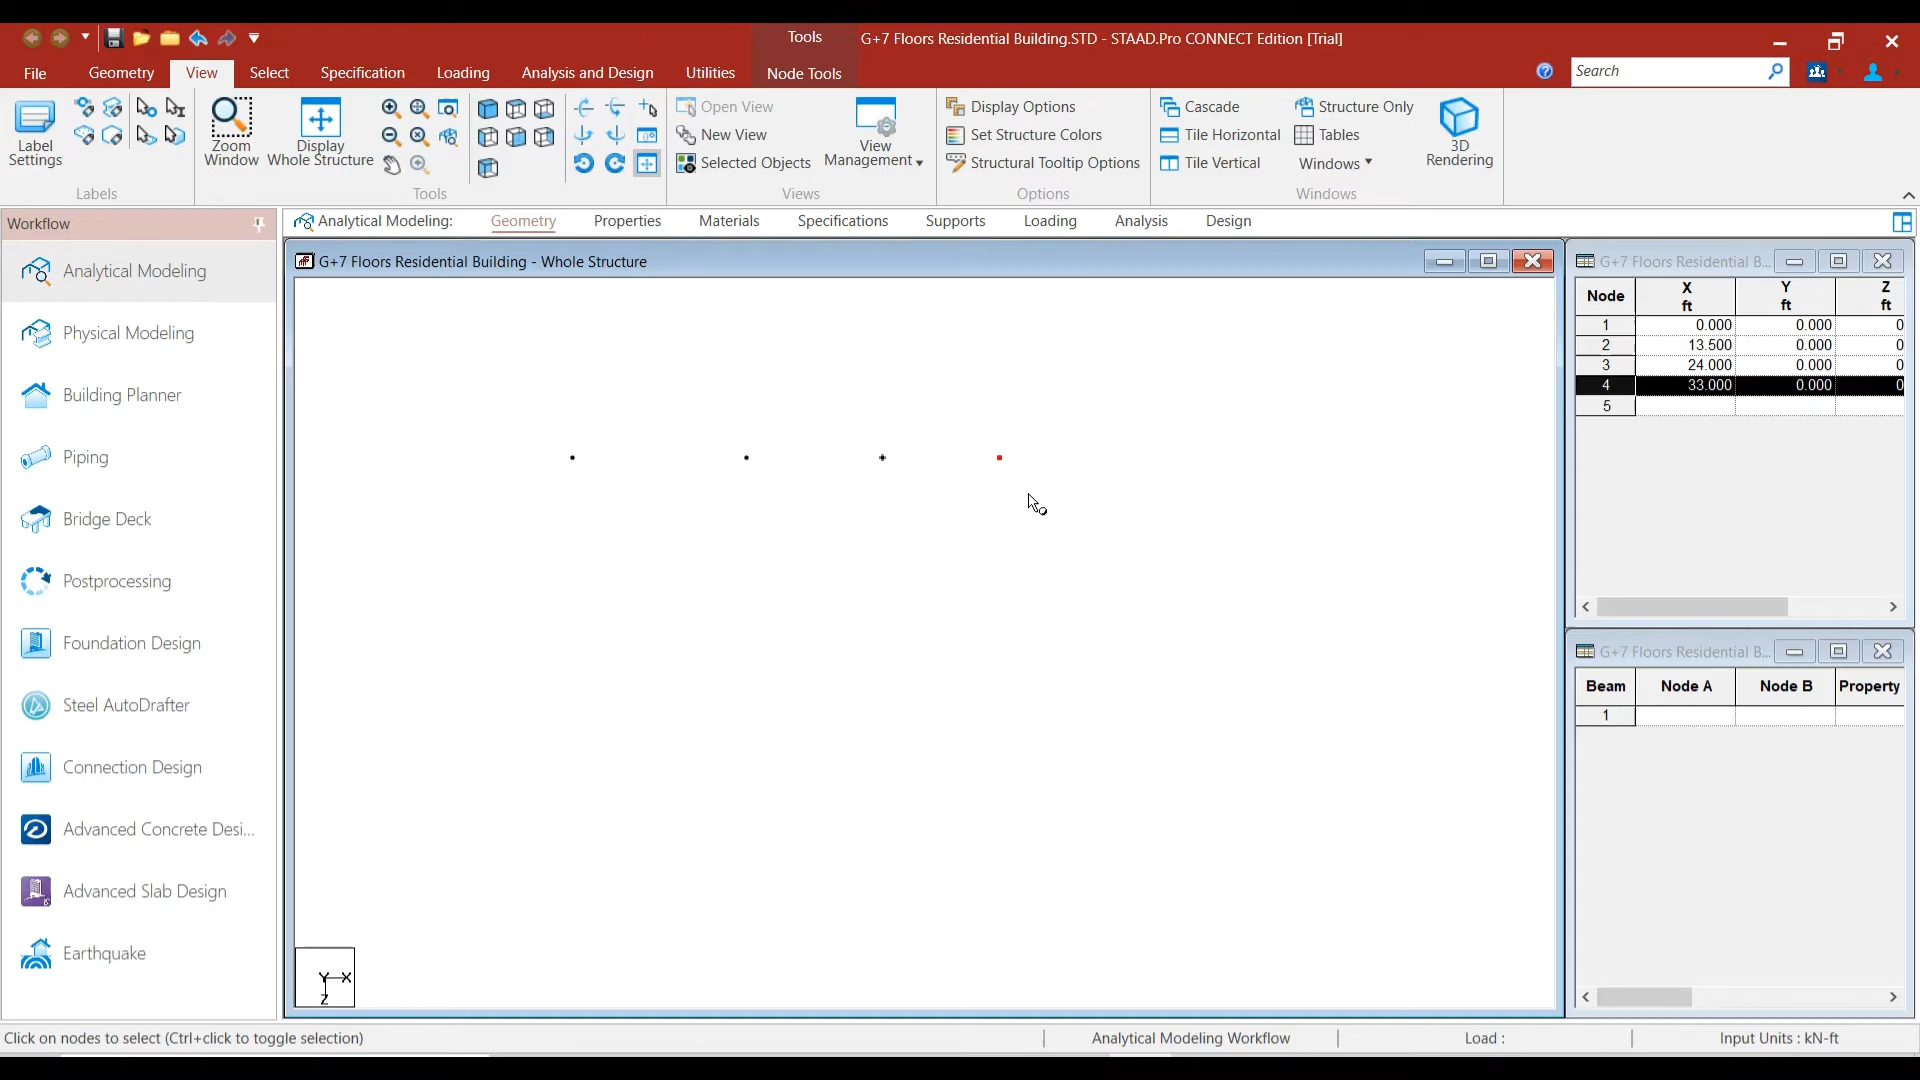 Tools
G+7 Floors Residential Building.STD - STAAD.Pro CONNECT Edition [Trial]
File
Geometry
View
Select
Specification
Loading
Analysis and Design
Utilities
Node Tools
Search
Label Settings
Zoom Window
Display Whole Structure
Open View
New View
Selected Objects
View Management
Display Options
Set Structure Colors
Structural Tooltip Options
Cascade
Tile Horizontal
Tile Vertical
Structure Only
Tables
Windows
3D Rendering
Labels
Tools
Views
Options
Windows
Workflow
Analytical Modeling:
Geometry
Properties
Materials
Specifications
Supports
Loading
Analysis
Design
Analytical Modeling
Physical Modeling
Building Planner
Piping
Bridge Deck
Postprocessing
Foundation Design
Steel AutoDrafter
Connection Design
Advanced Concrete Desi...
Advanced Slab Design
Earthquake
G+7 Floors Residential Building - Whole Structure
Y X
Z
G+7 Floors Residential B...
Node X ft Y ft Z ft
1 0.000 0.000 0
2 13.500 0.000 0
3 24.000 0.000 0
4 33.000 0.000 0
5
G+7 Floors Residential B...
Beam Node A Node B Property
1
Click on nodes to select (Ctrl+click to toggle selection)
Analytical Modeling Workflow
Load :
Input Units : kN-ft